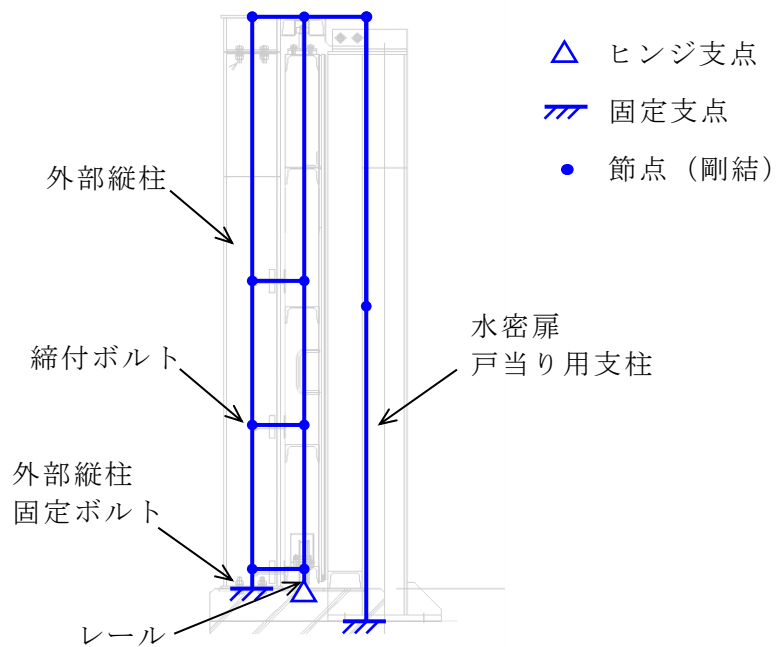 ヒンジ支点
固定支点
節点（剛結）
外部縦柱
締付ボルト
水密扉
戸当り用支柱
外部縦柱
固定ボルト
レール